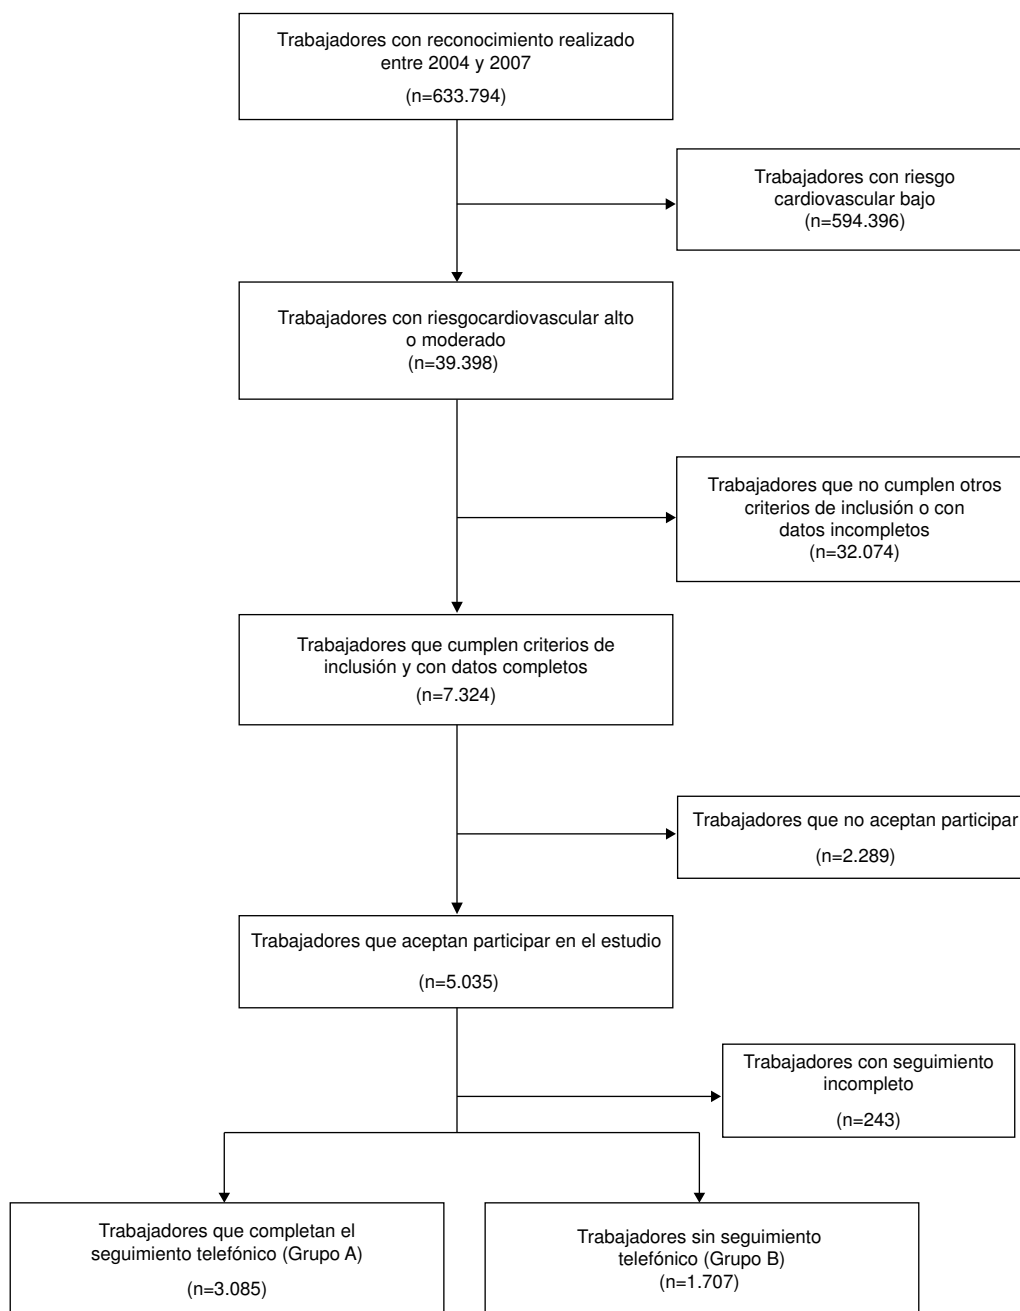 Trabajadores con reconocimiento realizado
entre 2004 y 2007
(n=633.794)
Trabajadores con riesgo
cardiovascular bajo
(n=594.396)
Trabajadores con riesgocardiovascular alto
o moderado
(n=39.398)
Trabajadores que no cumplen otros
criterios de inclusión o con
datos incompletos
(n=32.074)
Trabajadores que cumplen criterios de
inclusión y con datos completos
(n=7.324)
Trabajadores que no aceptan participar
(n=2.289)
Trabajadores que aceptan participar en el estudio
(n=5.035)
Trabajadores con seguimiento
incompleto
(n=243)
Trabajadores que completan el
seguimiento telefónico (Grupo A)
(n=3.085)
Trabajadores sin seguimiento
telefónico (Grupo B)
(n=1.707)